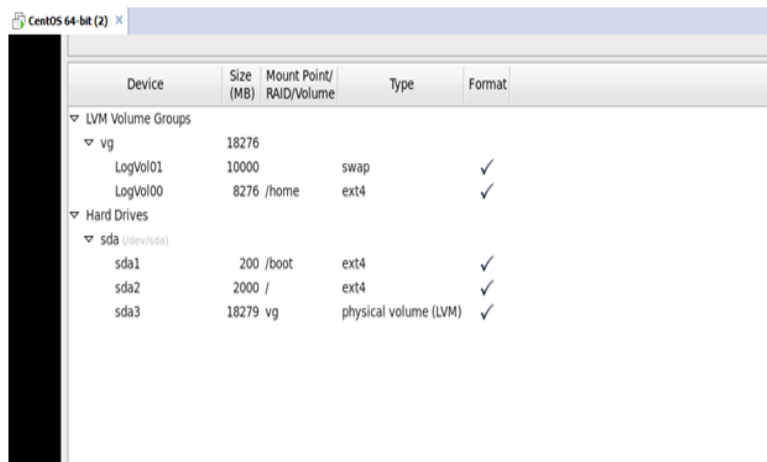 CentOS 64-bit (2) ×
Device Size (MB) Mount Point/ RAID/Volume Type Format
LVM Volume Groups
vg 18276
LogVol01 10000 swap ✓
LogVol00 8276 /home ext4 ✓
Hard Drives
sda (/dev/sda)
sda1 200 /boot ext4 ✓
sda2 2000 / ext4 ✓
sda3 18279 vg physical volume (LVM) ✓